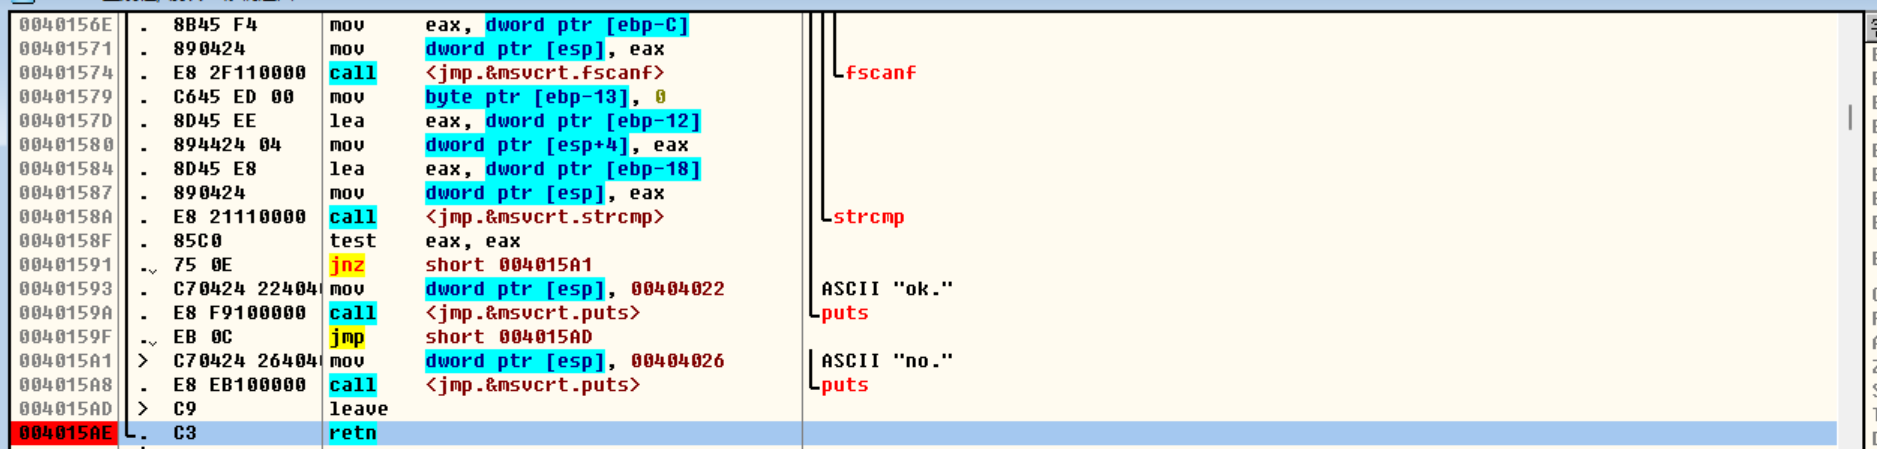 0040156E . 8B45 F4 mov eax, dword ptr [ebp-C]
00401571 . 890424 mov dword ptr [esp], eax
00401574 . E8 2F110000 call <jmp.&msvcrt.fscanf> fscanf
00401579 . C645 ED 00 mov byte ptr [ebp-13], 0
0040157D . 8D45 EE lea eax, dword ptr [ebp-12]
00401580 . 894424 04 mov dword ptr [esp+4], eax
00401584 . 8D45 E8 lea eax, dword ptr [ebp-18]
00401587 . 890424 mov dword ptr [esp], eax
0040158A . E8 21110000 call <jmp.&msvcrt.strcmp> strcmp
0040158F . 85C0 test eax, eax
00401591 . 75 0E jnz short 004015A1
00401593 . C70424 22404 mov dword ptr [esp], 00404022 ASCII "ok."
0040159A . E8 F9100000 call <jmp.&msvcrt.puts> puts
0040159F . EB 0C jmp short 004015AD
004015A1 > C70424 26404 mov dword ptr [esp], 00404026 ASCII "no."
004015A8 . E8 EB100000 call <jmp.&msvcrt.puts> puts
004015AD > C9 leave
004015AE . C3 retn